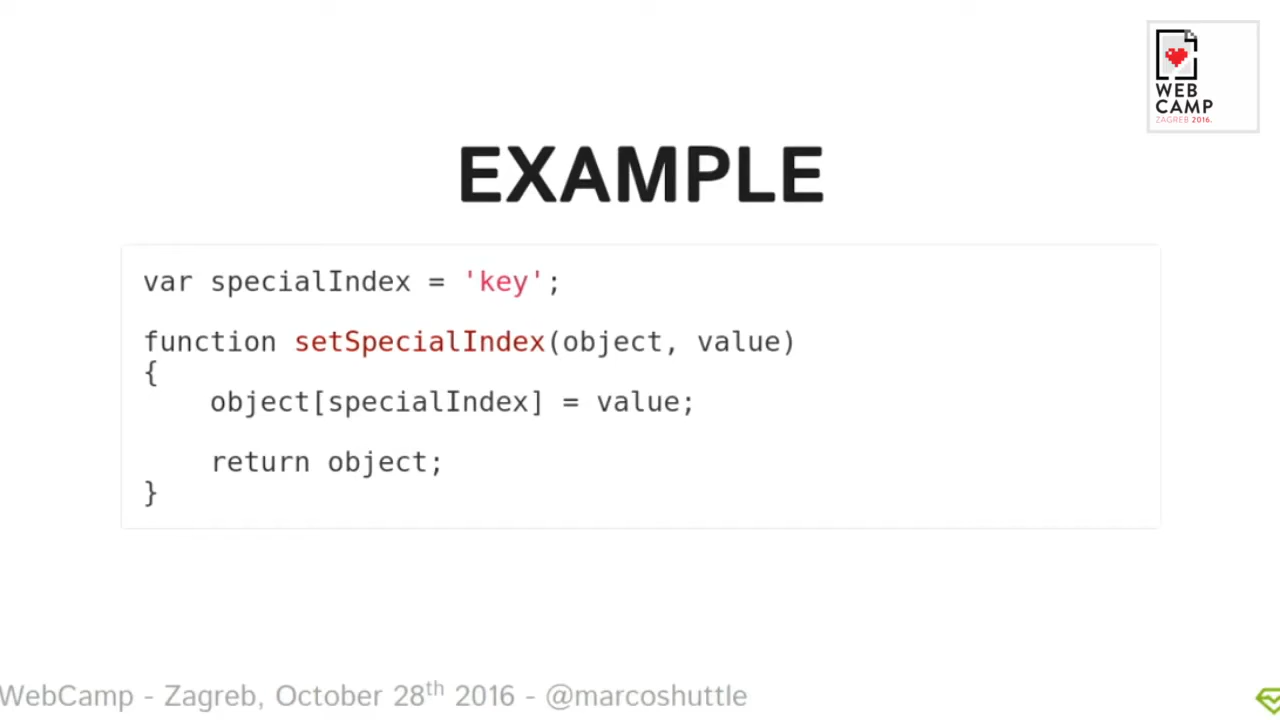 WEB
CAMP
ZAGREB 2016.
EXAMPLE
var specialIndex = 'key';
function setSpecialIndex(object, value)
{
    object[specialIndex] = value;
    return object;
}
WebCamp - Zagreb, October 28th 2016 - @marcoshuttle